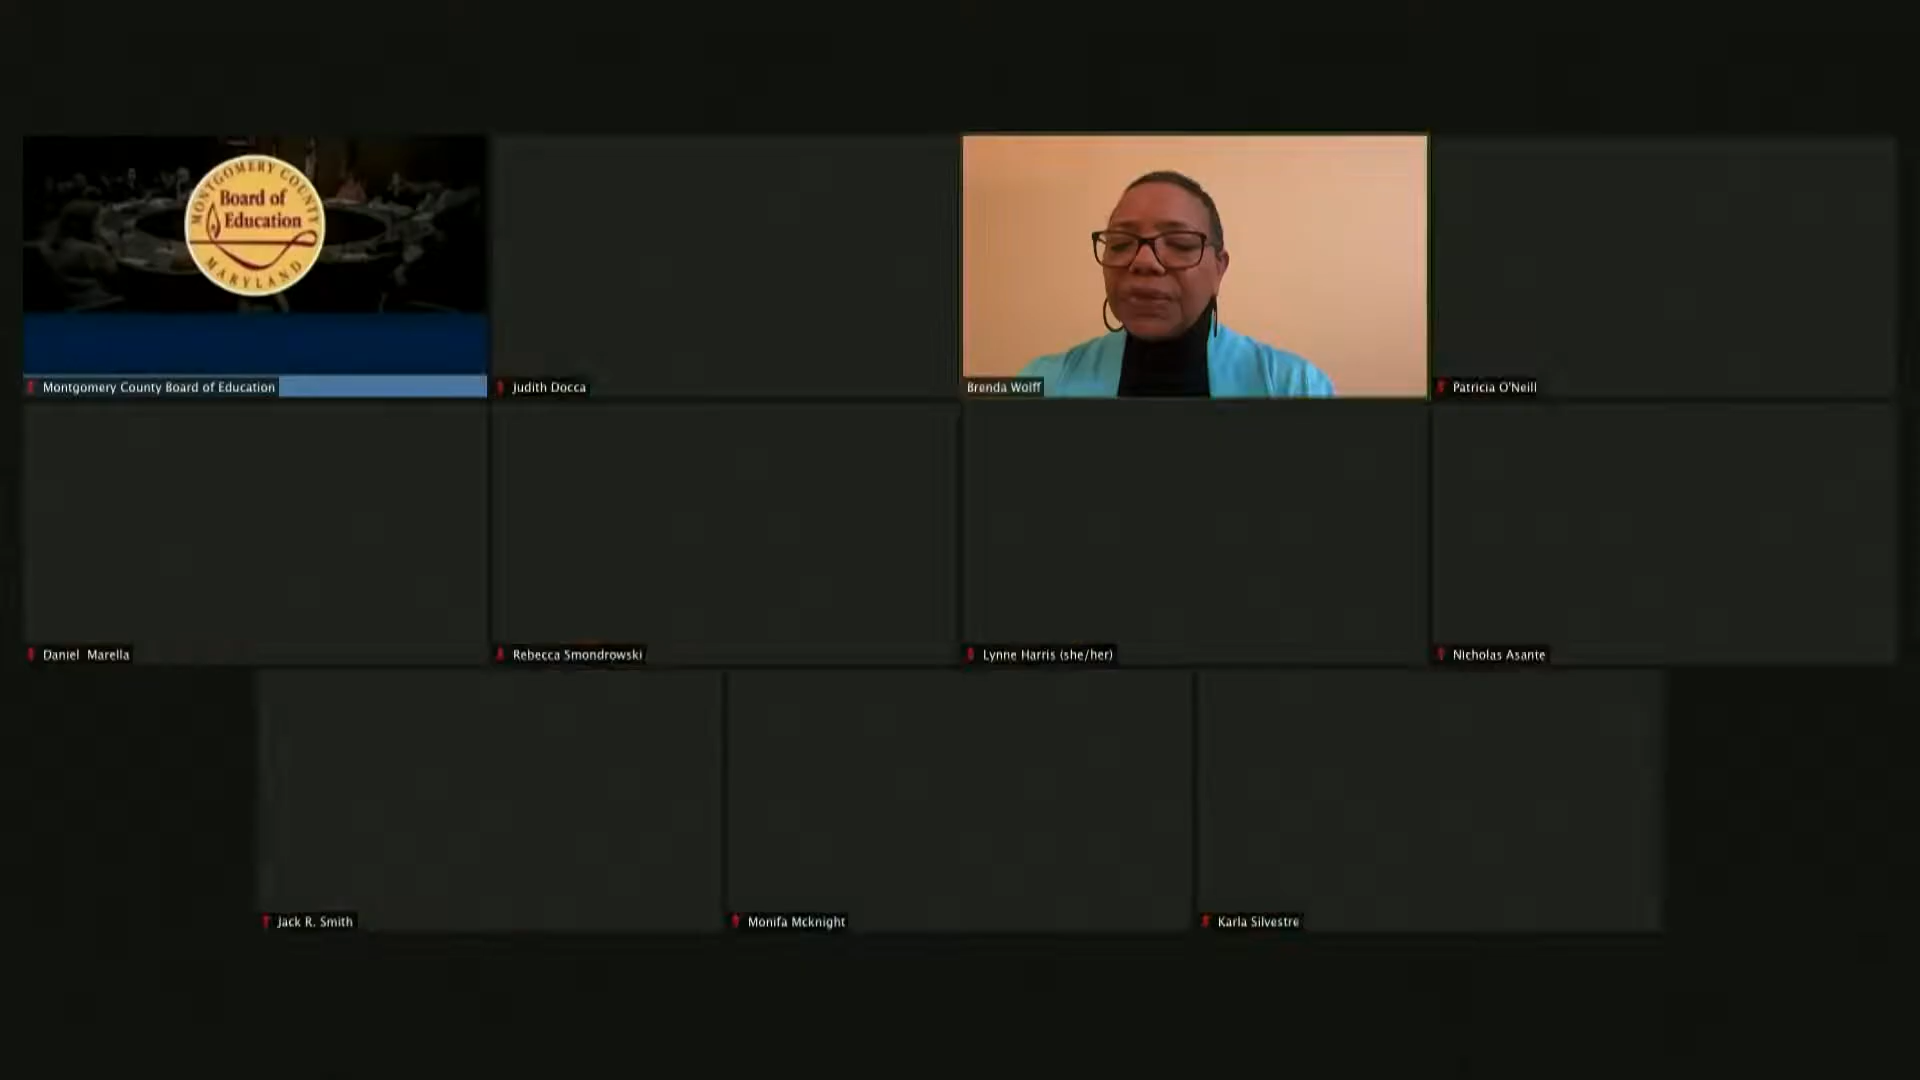 MONTGOMERY COUNTY
Board of
Education
MARYLAND
Montgomery County Board of Education
Judith Docca
Brenda Wolff
Patricia O'Neill
Daniel Marella
Rebecca Smondrowski
Lynne Harris (she/her)
Nicholas Asante
Jack R. Smith
Monifa Mcknight
Karla Silvestre